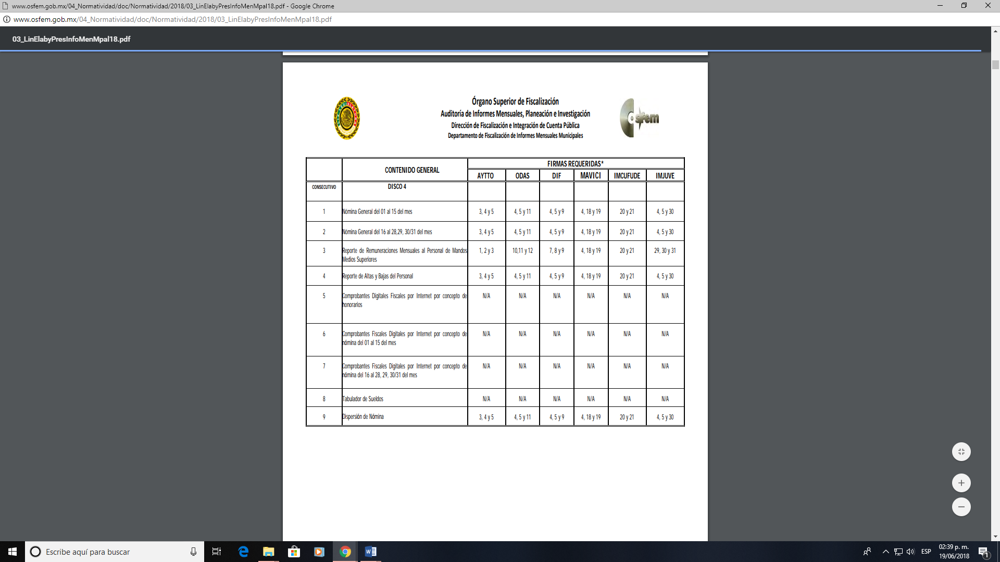 www.osfem.gob.mx/04_Normatividad/doc/Normatividad/2018/03_LinElabyPresInfoMenMpal18.pdf - Google Chrome
www.osfem.gob.mx/04_Normatividad/doc/Normatividad/2018/03_LinElabyPresInfoMenMpal18.pdf
03_LinElabyPresInfoMenMpal18.pdf
Órgano Superior de Fiscalización
Auditoría de Informes Mensuales, Planeación e Investigación
Dirección de Fiscalización e Integración de Cuenta Pública
Departamento de Fiscalización de Informes Mensuales Municipales
osfem
CONTENIDO GENERAL FIRMAS REQUERIDAS*
AYTTO ODAS DIF MAVICI IMCUFUDE IMJUVE
CONSECUTIVO DISCO 4
1 Nómina General del 01 al 15 del mes 3, 4 y 5 4, 5 y 11 4, 5 y 9 4, 18 y 19 20 y 21 4, 5 y 30
2 Nómina General del 16 al 28,29, 30/31 del mes 3, 4 y 5 4, 5 y 11 4, 5 y 9 4, 18 y 19 20 y 21 4, 5 y 30
3 Reporte de Remuneraciones Mensuales al Personal de Mandos 1, 2 y 3 10,11 y 12 7, 8 y 9 4, 18 y 19 20 y 21 29, 30 y 31
Medios Superiores
4 Reporte de Altas y Bajas del Personal 3, 4 y 5 4, 5 y 11 4, 5 y 9 4, 18 y 19 20 y 21 4, 5 y 30
5 Comprobantes Digitales Fiscales por Internet por concepto de N/A N/A N/A N/A N/A N/A
honorarios
6 Comprobantes Fiscales Digitales por Internet por concepto de N/A N/A N/A N/A N/A N/A
nómina del 01 al 15 del mes
7 Comprobantes Fiscales Digitales por Internet por concepto de N/A N/A N/A N/A N/A N/A
nómina del 16 al 28, 29, 30/31 del mes
8 Tabulador de Sueldos N/A N/A N/A N/A N/A N/A
9 Dispersión de Nómina 3, 4 y 5 4, 5 y 11 4, 5 y 9 4, 18 y 19 20 y 21 4, 5 y 30
Escribe aquí para buscar
ESP
02:39 p. m.
19/06/2018
1